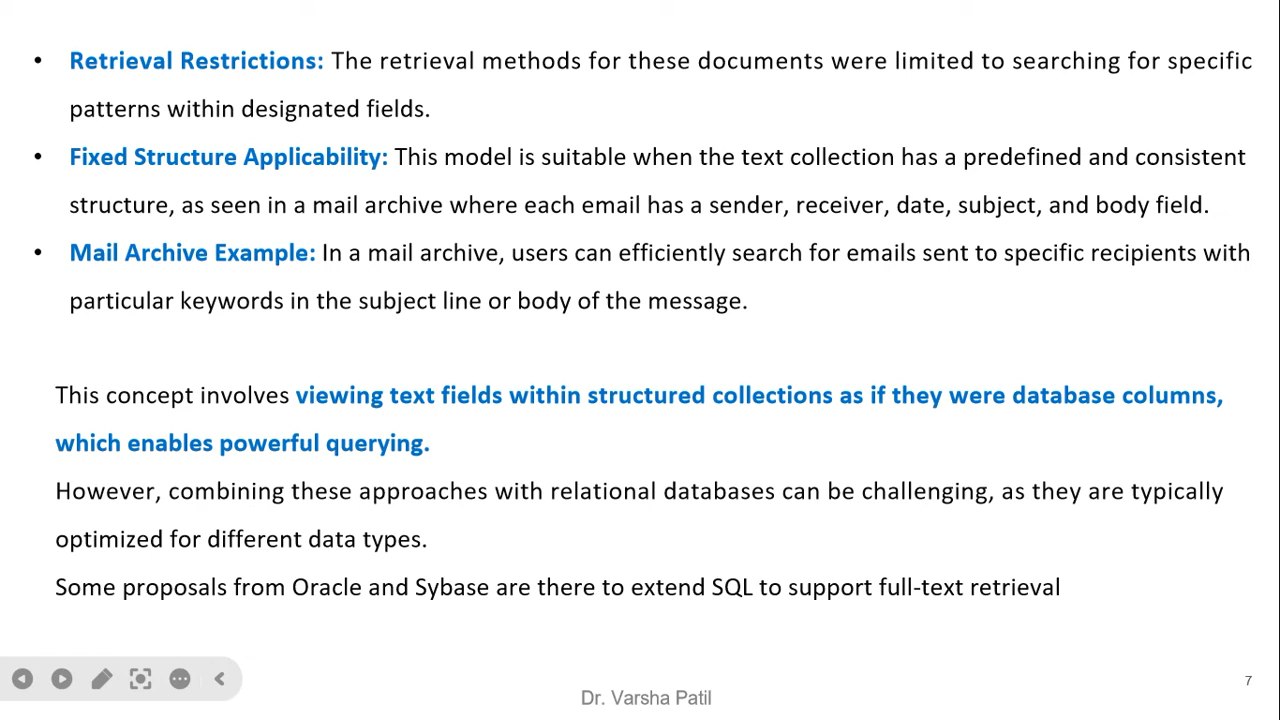 • Retrieval Restrictions: The retrieval methods for these documents were limited to searching for specific
patterns within designated fields.
• Fixed Structure Applicability: This model is suitable when the text collection has a predefined and consistent
structure, as seen in a mail archive where each email has a sender, receiver, date, subject, and body field.
• Mail Archive Example: In a mail archive, users can efficiently search for emails sent to specific recipients with
particular keywords in the subject line or body of the message.
This concept involves viewing text fields within structured collections as if they were database columns,
which enables powerful querying.
However, combining these approaches with relational databases can be challenging, as they are typically
optimized for different data types.
Some proposals from Oracle and Sybase are there to extend SQL to support full-text retrieval
7
Dr. Varsha Patil